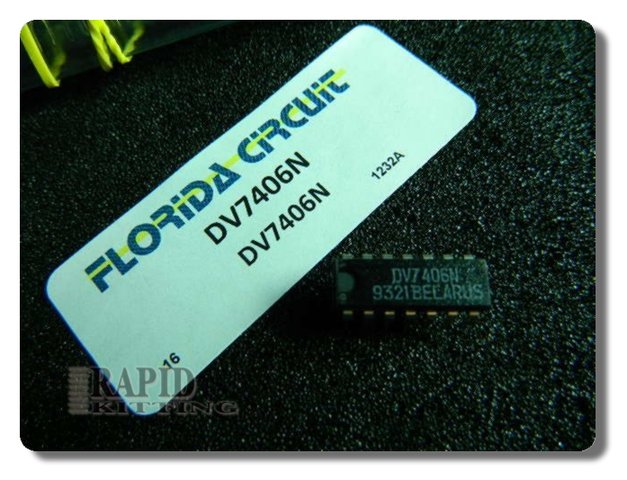 FLORIDA CIRCUIT
DV7406N
DV7406N
1232A
16
DV7406N
9321BELARUS
RAPID
KITTING